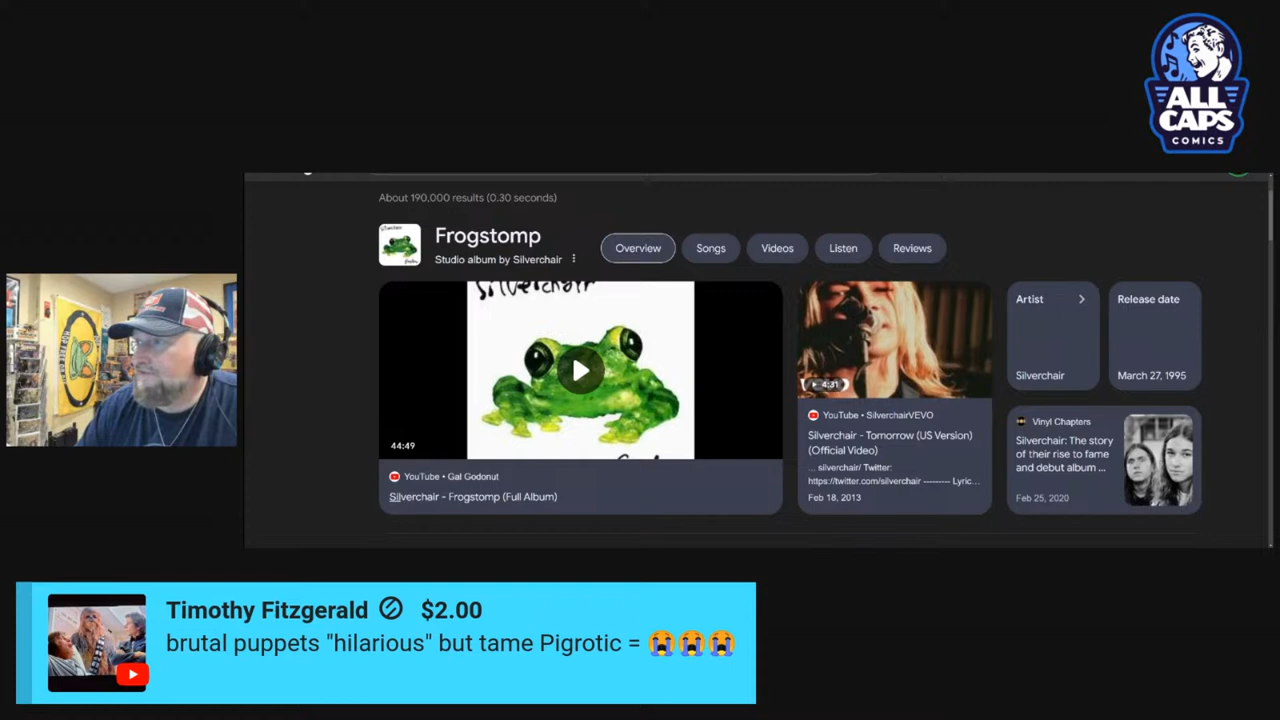 ALL
CAPS
COMICS
About 190,000 results (0.30 seconds)
Frogstomp
Studio album by Silverchair
Overview
Songs
Videos
Listen
Reviews
silverchair
44:49
YouTube • Gal Godonut
Silverchair - Frogstomp (Full Album)
4:31
YouTube • SilverchairVEVO
Silverchair - Tomorrow (US Version)
(Official Video)
... silverchair/ Twitter:
https://twitter.com/silverchair --------- Lyric...
Feb 18, 2013
Artist
Silverchair
Release date
March 27, 1995
Vinyl Chapters
Silverchair: The story
of their rise to fame
and debut album ...
Feb 25, 2020
Timothy Fitzgerald $2.00
brutal puppets "hilarious" but tame Pigrotic = 😭😭😭